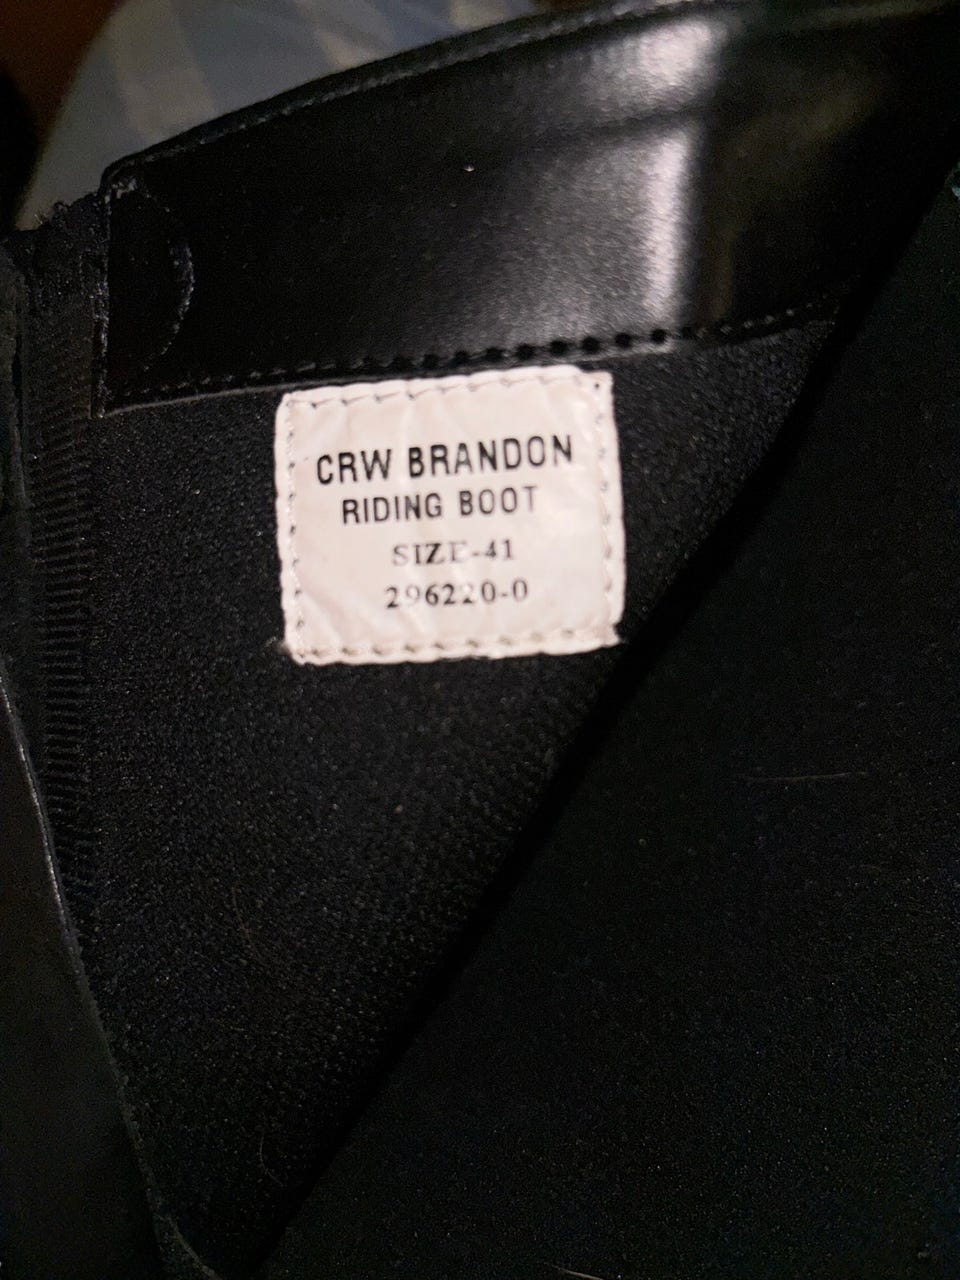 CRW BRANDON
RIDING BOOT
SIZE-41
296220-0